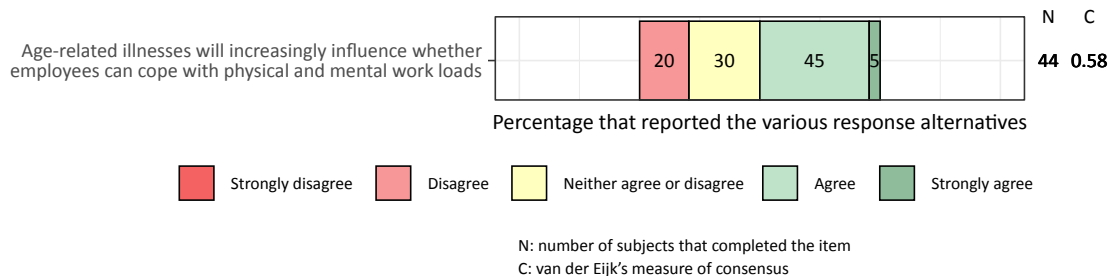 N C
Age-related illnesses will increasingly influence whether
employees can cope with physical and mental work loads
20 30 45 5 44 0.58
Percentage that reported the various response alternatives
Strongly disagree Disagree Neither agree or disagree Agree Strongly agree
N: number of subjects that completed the item
C: van der Eijk’s measure of consensus